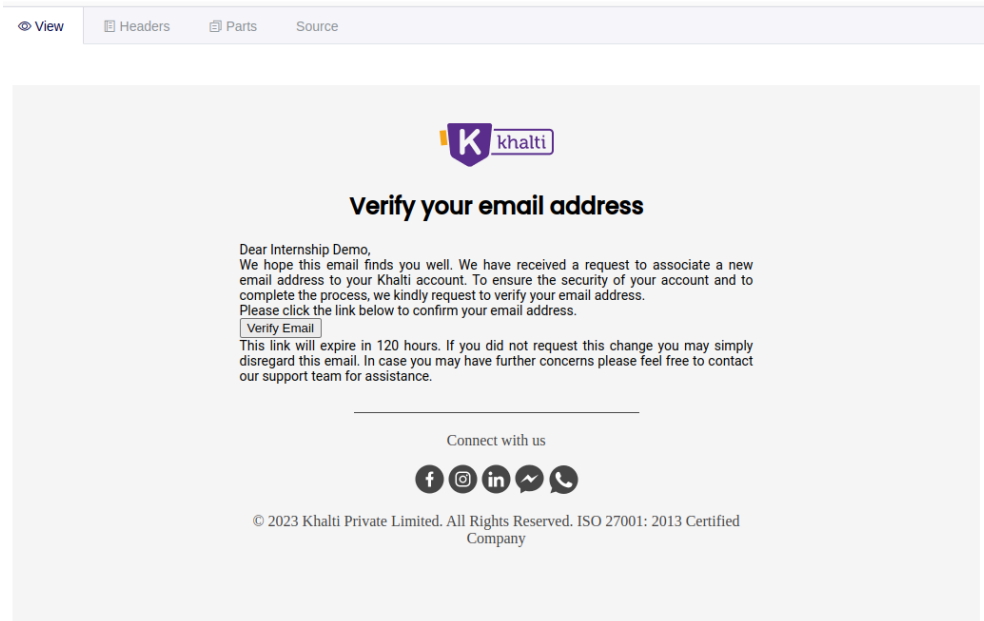 View Headers Parts Source
K khalti
Verify your email address
Dear Internship Demo,
We hope this email finds you well. We have received a request to associate a new
email address to your Khalti account. To ensure the security of your account and to
complete the process, we kindly request to verify your email address.
Please click the link below to confirm your email address.
Verify Email
This link will expire in 120 hours. If you did not request this change you may simply
disregard this email. In case you may have further concerns please feel free to contact
our support team for assistance.
Connect with us
© 2023 Khalti Private Limited. All Rights Reserved. ISO 27001: 2013 Certified
Company